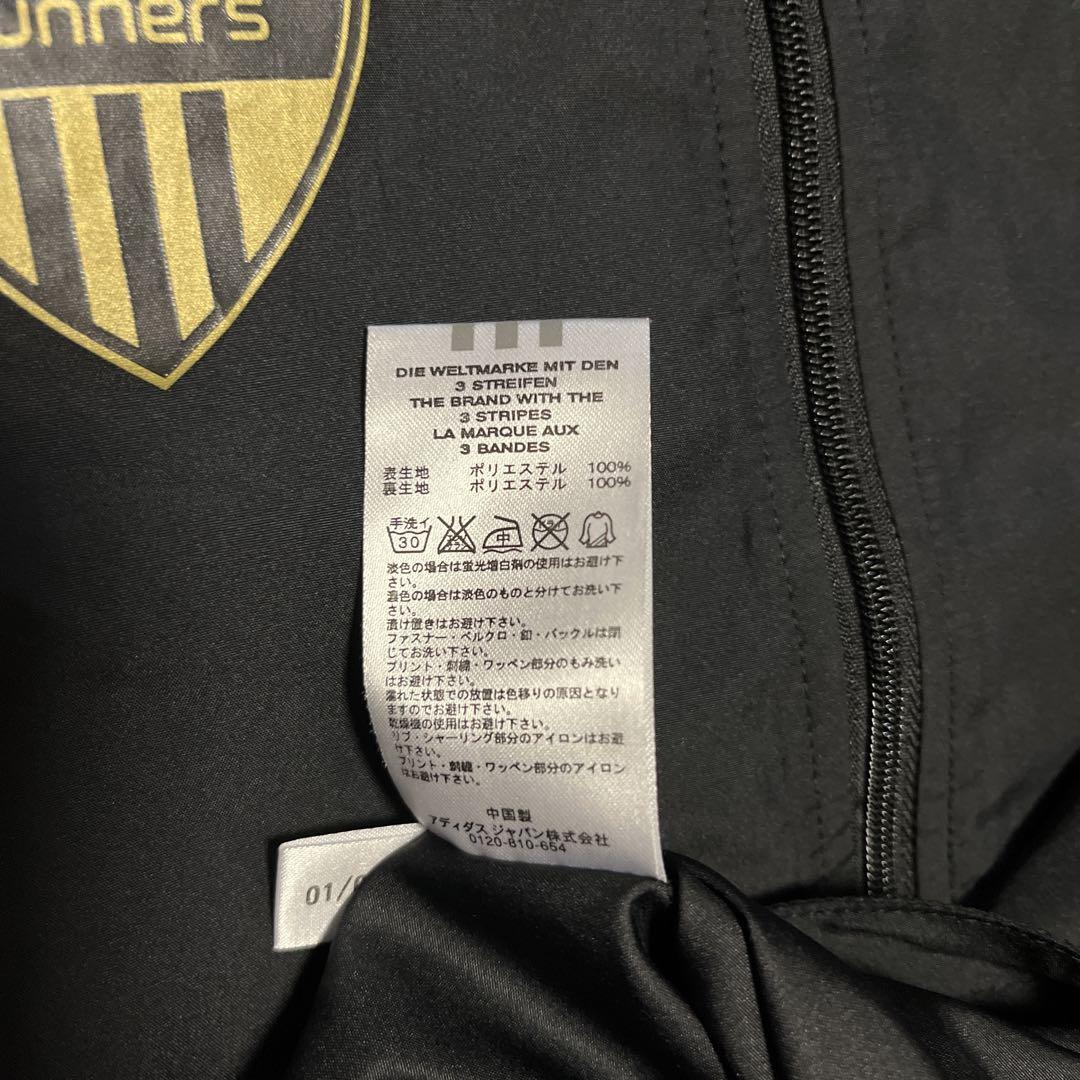 unners
DIE WELTMARKE MIT DEN
3 STREIFEN
THE BRAND WITH THE
3 STRIPES
LA MARQUE AUX
3 BANDES
表生地 ポリエステル 100%
裏生地 ポリエステル 100%
手洗イ
30
中
淡色の場合は蛍光増白剤の使用はお避け下
さい。
濃色の場合は淡色のものと分けてお洗い下
さい。
漬け置きはお避け下さい。
ファスナー・ベルクロ・釦・バックルは閉
じてお洗い下さい。
プリント・刺繍・ワッペン部分のもみ洗い
はお避け下さい。
濡れた状態での放置は色移りの原因となり
ますのでお避け下さい。
乾燥機の使用はお避け下さい。
リブ・シャーリング部分のアイロンはお避
け下さい。
プリント・刺繍・ワッペン部分のアイロン
はお避け下さい。
中国製
アディダス ジャパン株式会社
0120-810-654
01/